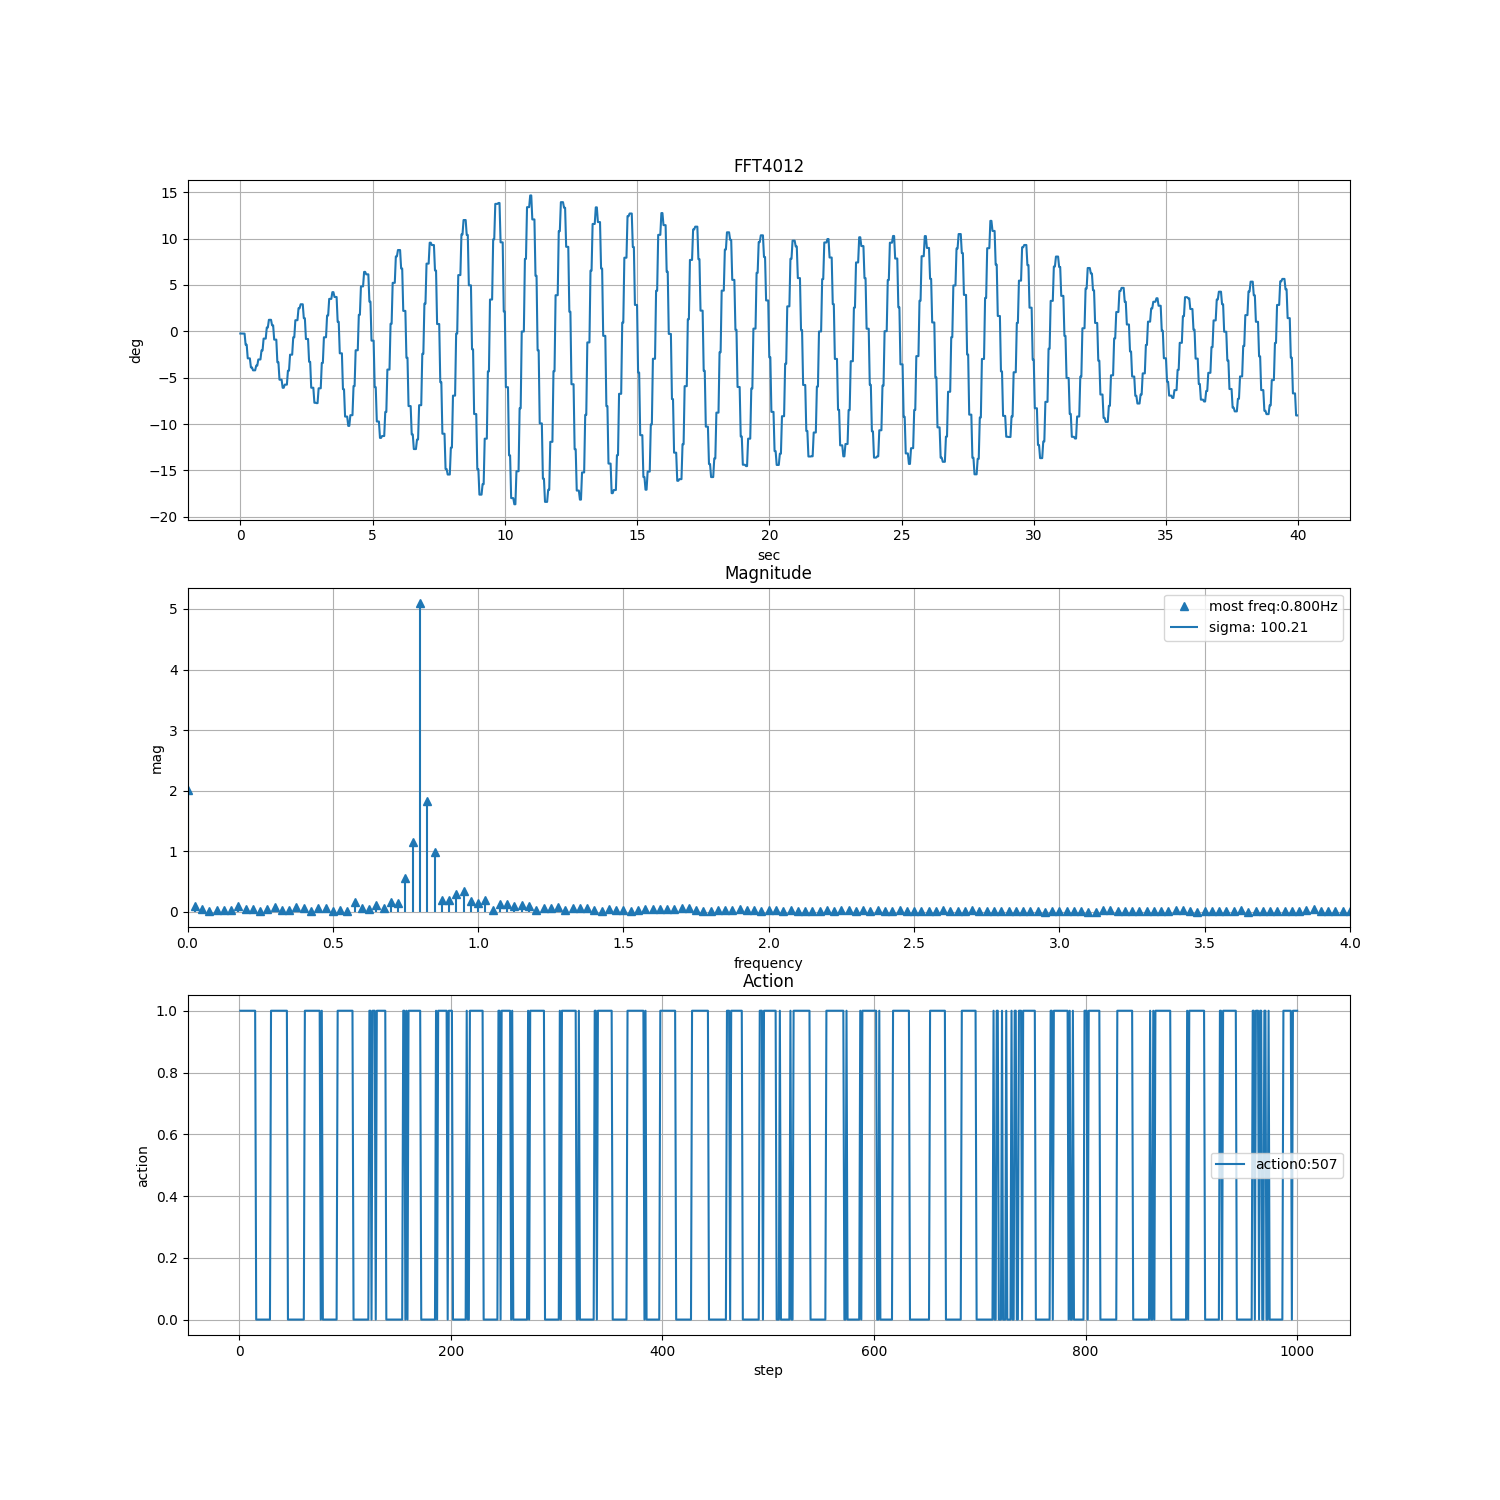 FFT4012
15
10
5
0
−5
−10
−15
−20
deg
0 5 10 15 20 25 30 35 40
sec
Magnitude
most freq:0.800Hz
sigma: 100.21
5
4
3
2
1
0
mag
0.0 0.5 1.0 1.5 2.0 2.5 3.0 3.5 4.0
frequency
Action
1.0
0.8
0.6
0.4
0.2
0.0
action
action0:507
0 200 400 600 800 1000
step